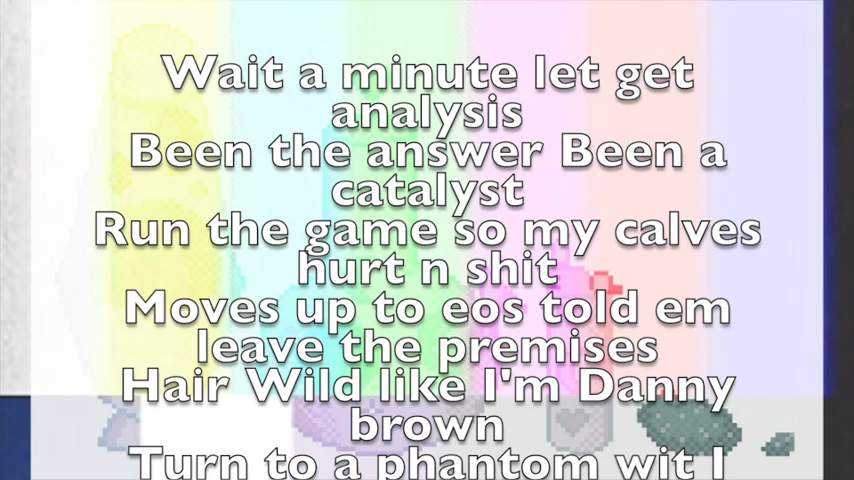 Wait a minute let get
analysis
Been the answer Been a
catalyst
Run the game so my calves
hurt n shit
Moves up to eos told em
leave the premises
Hair Wild like I'm Danny
brown
Turn to a phantom wit I